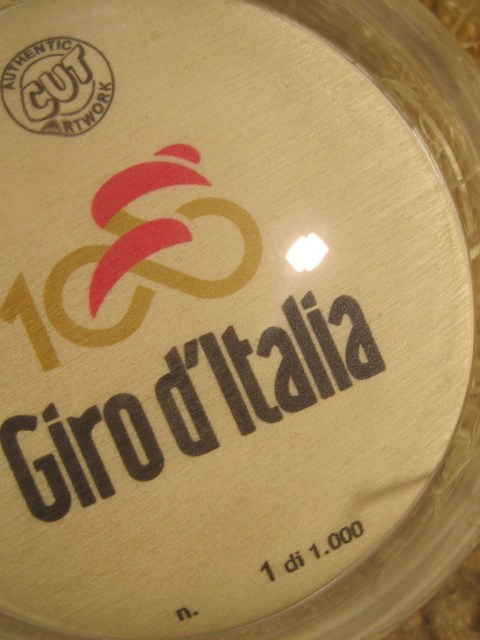 AUTHENTIC
CUT
ARTWORK
100
Giro d'Italia
n. 1 di 1.000